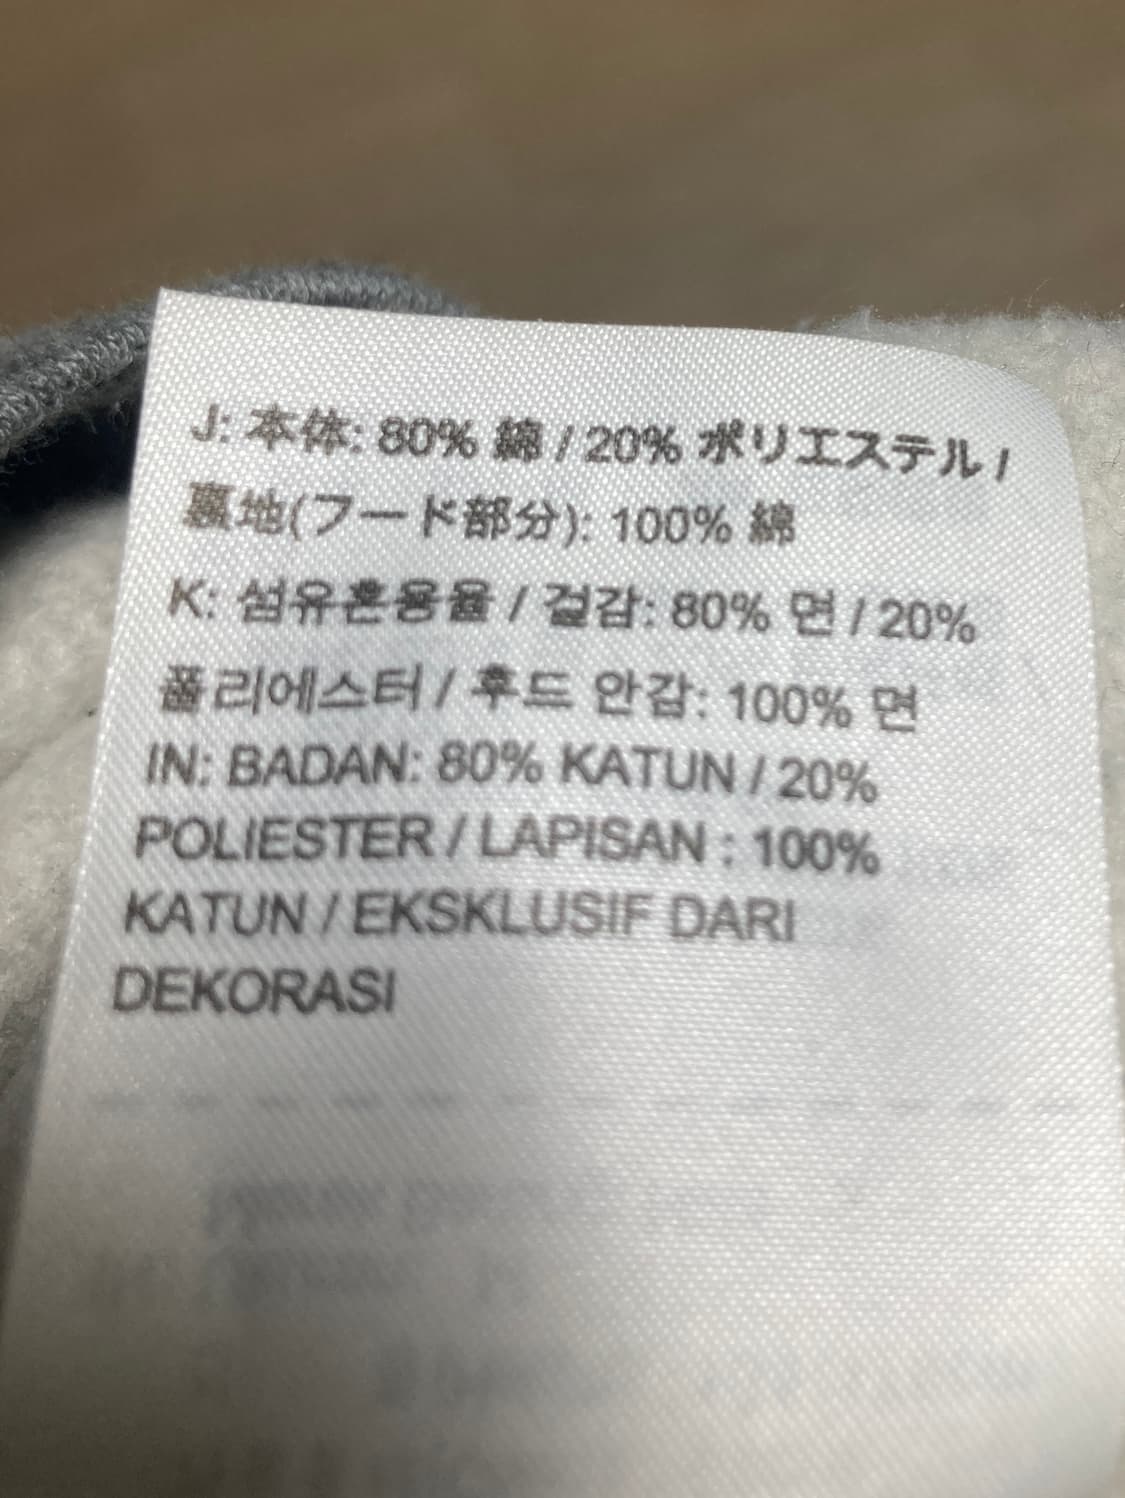 J: 本体: 80% 綿 / 20% ポリエステル /
裏地(フード部分): 100% 綿
K: 섬유혼용율 / 겉감: 80% 면 / 20%
폴리에스터 / 후드 안감: 100% 면
IN: BADAN: 80% KATUN / 20%
POLIESTER / LAPISAN : 100%
KATUN / EKSKLUSIF DARI
DEKORASI